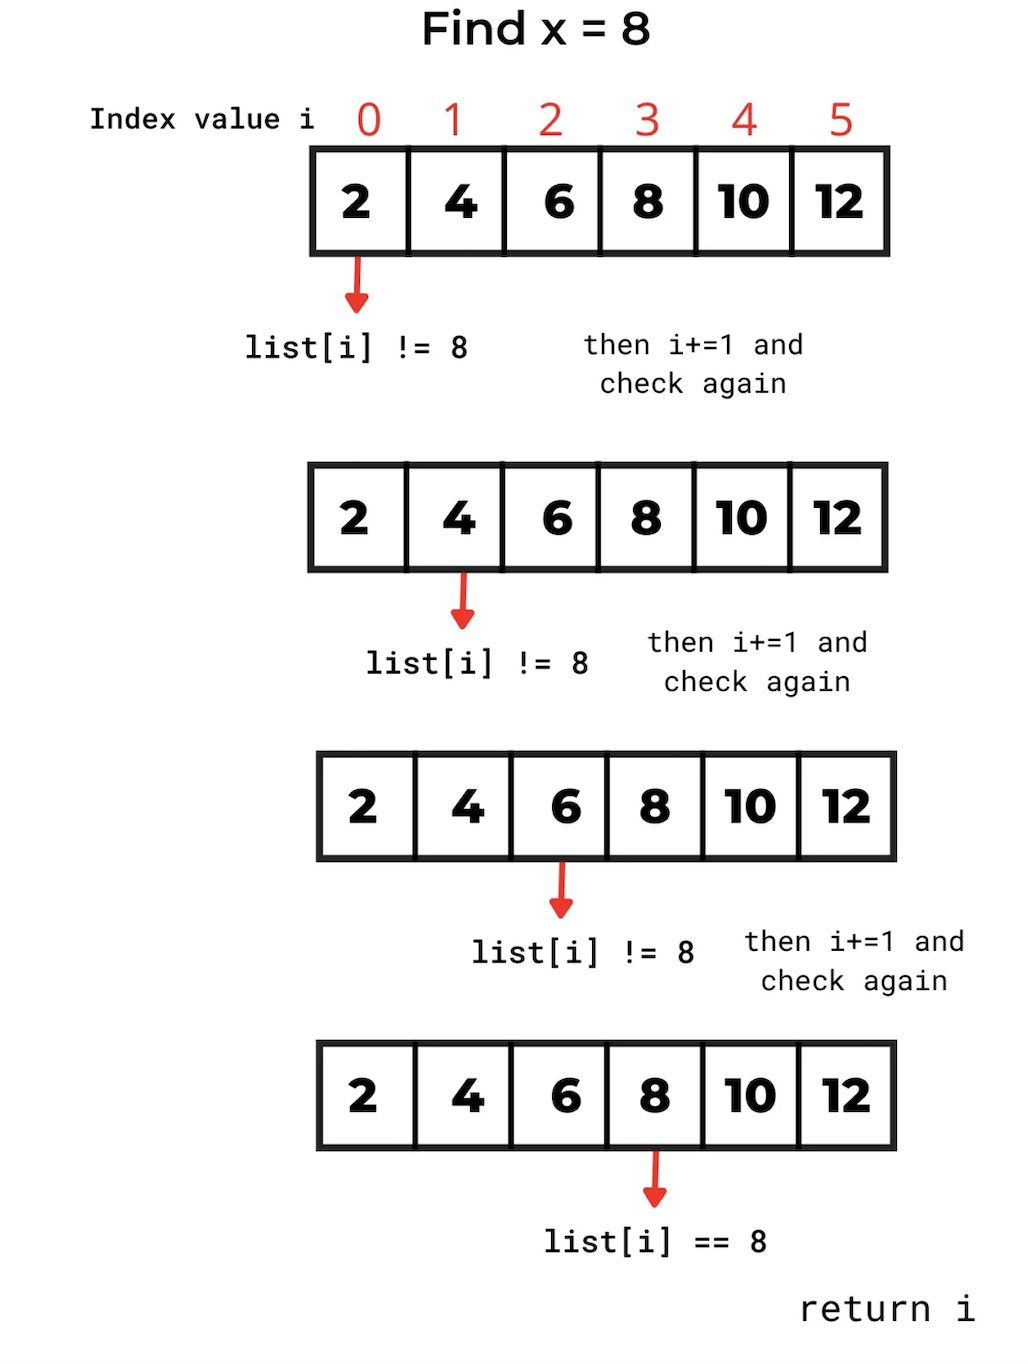 Find x = 8
Index value i 0 1 2 3 4 5
2 4 6 8 10 12
list[i] != 8
then i+=1 and
check again
2 4 6 8 10 12
list[i] != 8
then i+=1 and
check again
2 4 6 8 10 12
list[i] != 8
then i+=1 and
check again
2 4 6 8 10 12
list[i] == 8
return i